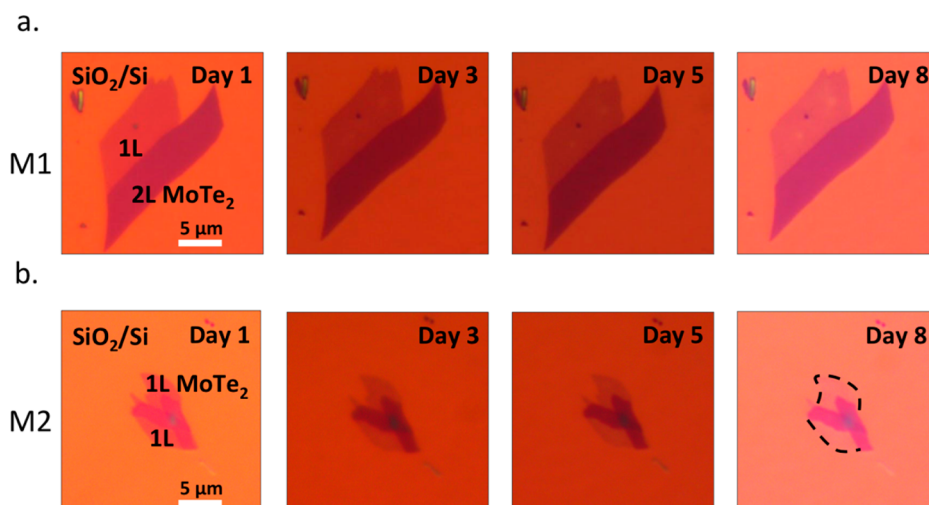 a.
M1
SiO₂/Si Day 1
1L
2L MoTe₂
5 µm
Day 3
Day 5
Day 8
b.
M2
SiO₂/Si Day 1
1L MoTe₂
1L
5 µm
Day 3
Day 5
Day 8